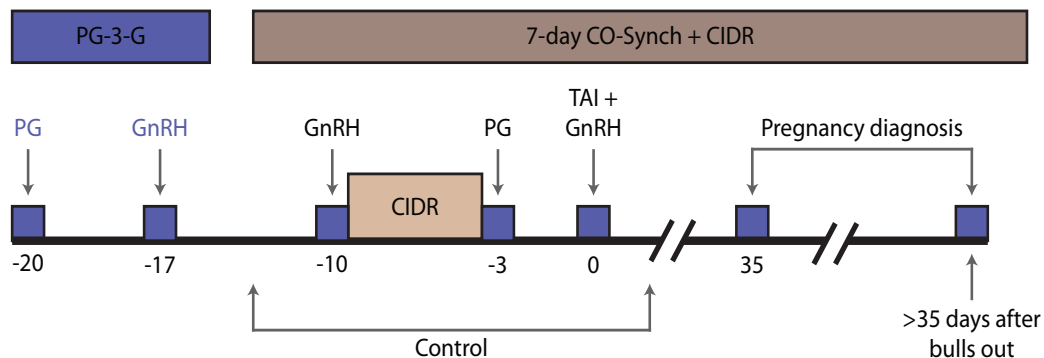 PG-3-G
7-day CO-Synch + CIDR
PG
GnRH
GnRH
PG
TAI +
GnRH
Pregnancy diagnosis
CIDR
-20
-17
-10
-3
0
35
>35 days after
bulls out
Control